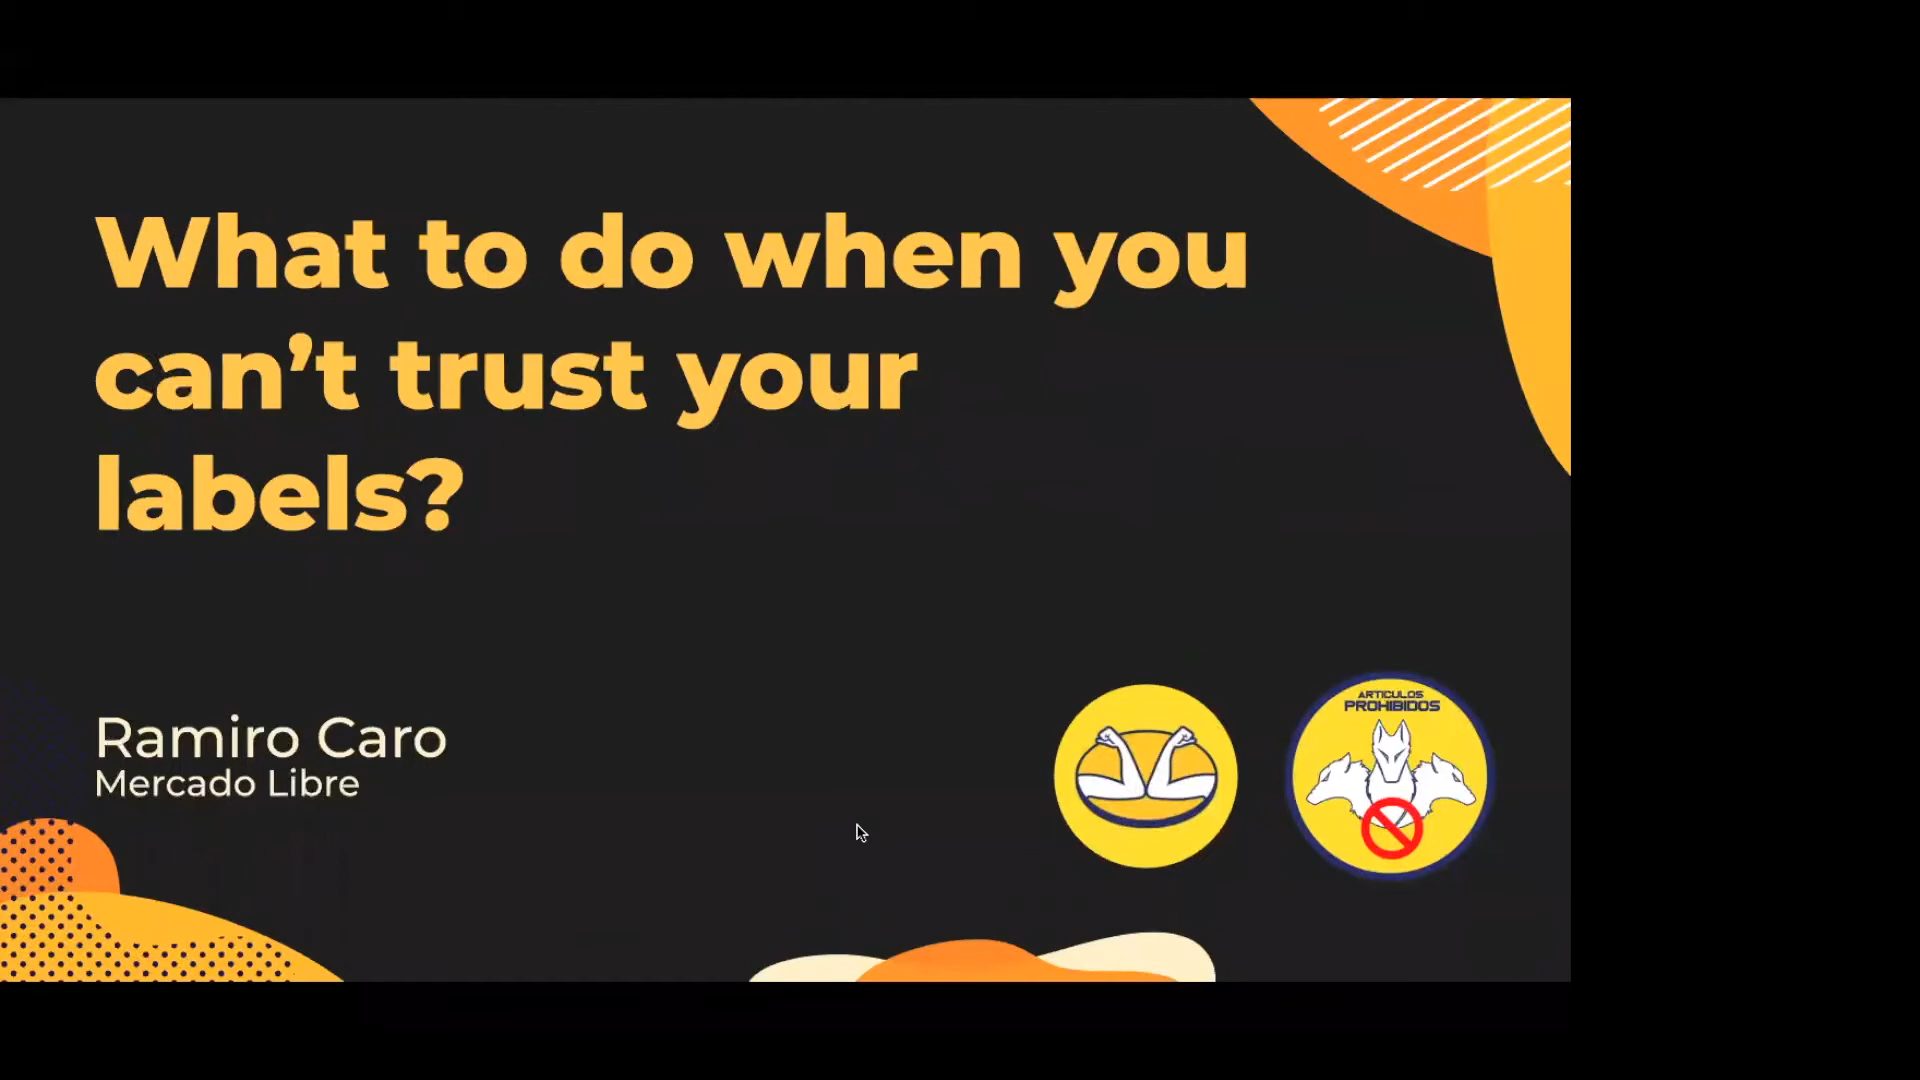 What to do when you
can’t trust your
labels?
Ramiro Caro
Mercado Libre
ARTICULOS
PROHIBIDOS